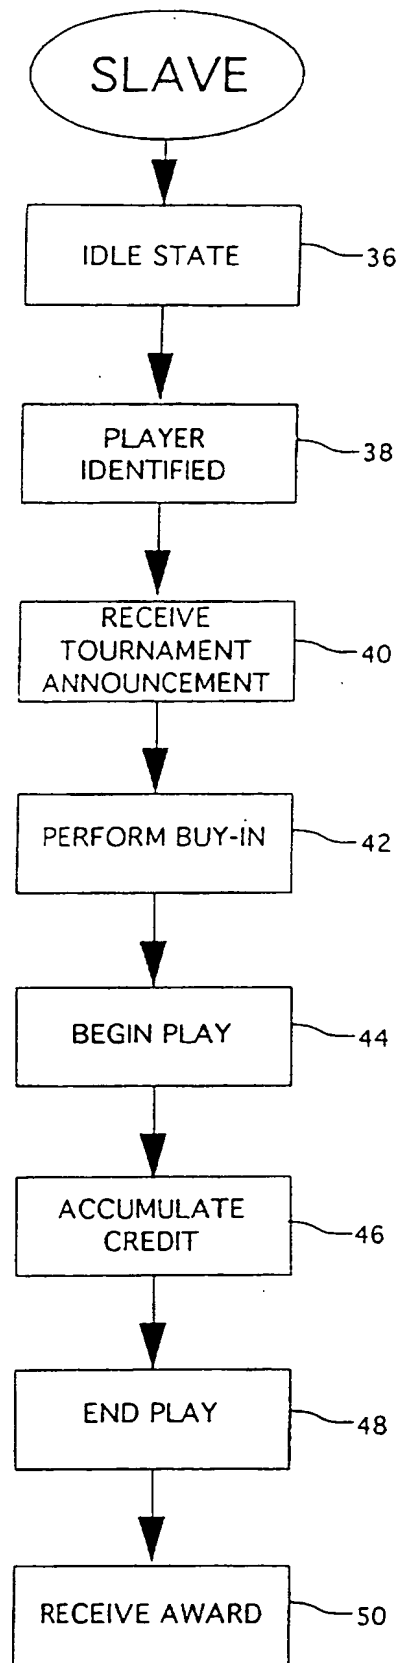 SLAVE
IDLE STATE
36
PLAYER
IDENTIFIED
38
RECEIVE
TOURNAMENT
ANNOUNCEMENT
40
PERFORM BUY-IN
42
BEGIN PLAY
44
ACCUMULATE
CREDIT
46
END PLAY
48
RECEIVE AWARD
50